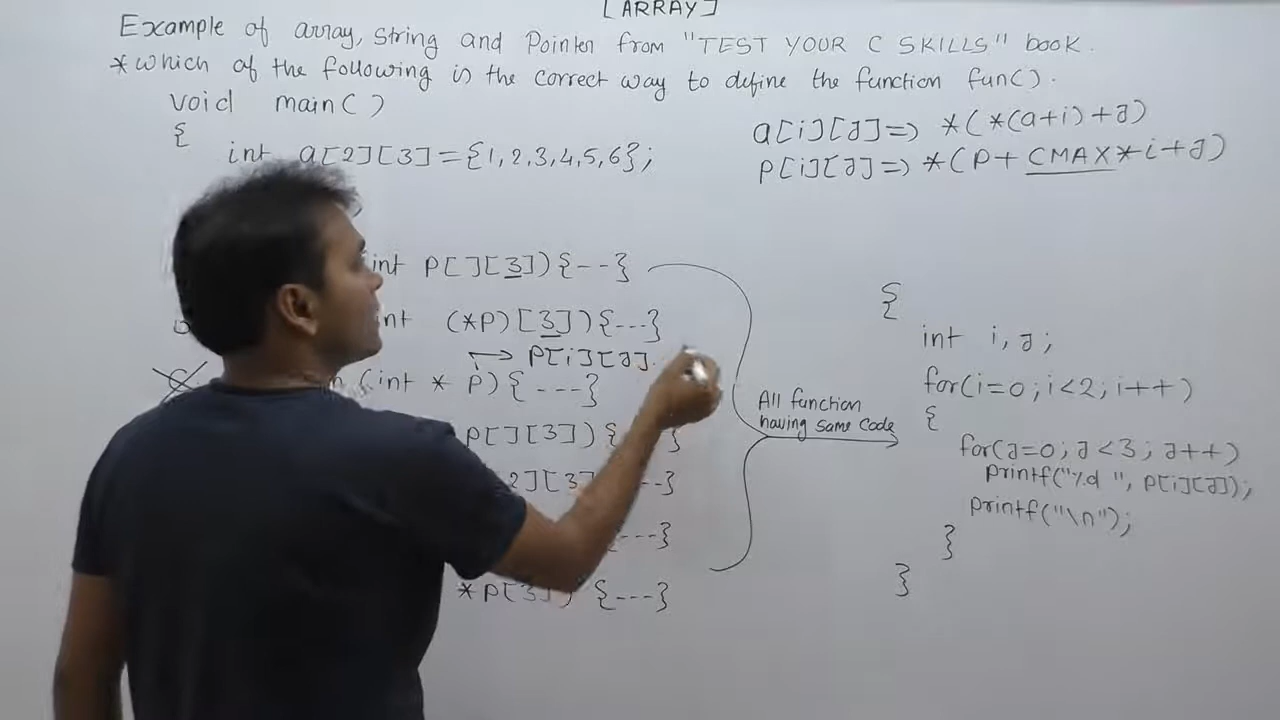 [ARRAY]
Example of array, string and Pointer from "TEST YOUR C SKILLS" book.
*which of the following is the correct way to define the function fun().
void main()
{
int a[2][3]={1,2,3,4,5,6};
a[i][j]=> *(*(a+i)+j)
P[i][j]=> *(P+CMAX*i+j)
int P[][3]){--}
(*P)[3]){---}
<-> P[i][j].
(int * P){----}
P[][3]){
2][3]
--}
*P[3]) {---}
All function
having same code
{
int i,j;
for(i=0;i<2;i++)
{
for(j=0;j<3;j++)
printf("%d ", P[i][j]);
printf("\n");
}
}